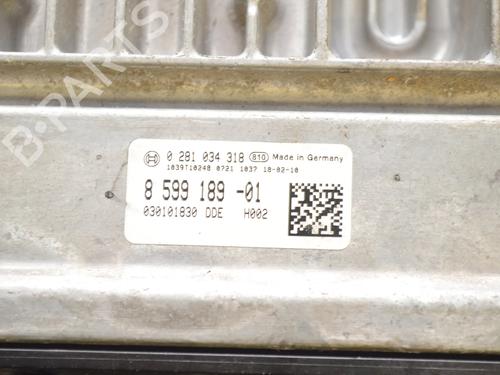 B-PARTS
0 281 034 318 810 Made in Germany
1039T10248 0721 1037 18-02-10
8 599 189 -01
030101830 DDE H002